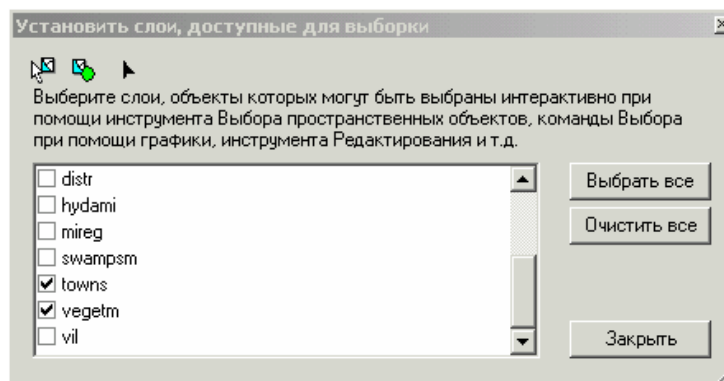 Установить слои, доступные для выборки
Выберите слои, объекты которых могут быть выбраны интерактивно при
помощи инструмента Выбора пространственных объектов, команды Выбора
при помощи графики, инструмента Редактирования и т.д.
distr
hydami
mireg
swampsm
towns
vegetm
vil
Выбрать все
Очистить все
Закрыть